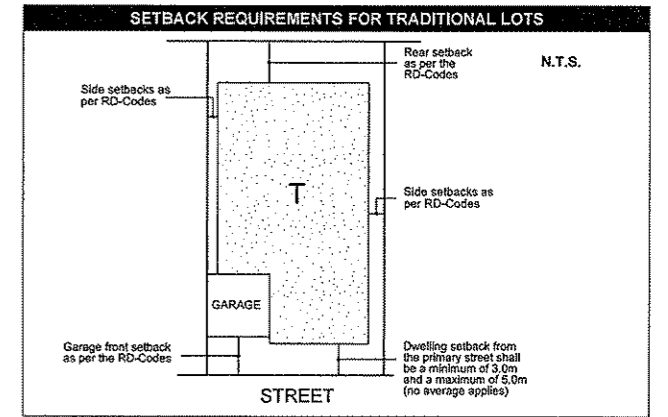 SETBACK REQUIREMENTS FOR TRADITIONAL LOTS
Rear setback
as per the
RD-Codes
N.T.S.
Side setbacks as
per RD-Codes
T
Side setbacks as
per RD-Codes
GARAGE
Garage front setback
as per the RD-Codes
Dwelling setback from
the primary street shall
be a minimum of 3.0m
and a maximum of 5.0m
(no average applies)
STREET